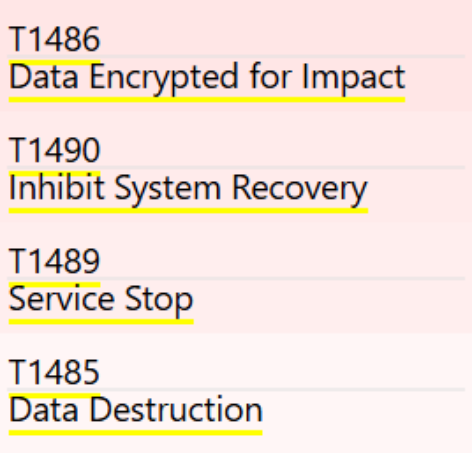 T1486
Data Encrypted for Impact
T1490
Inhibit System Recovery
T1489
Service Stop
T1485
Data Destruction